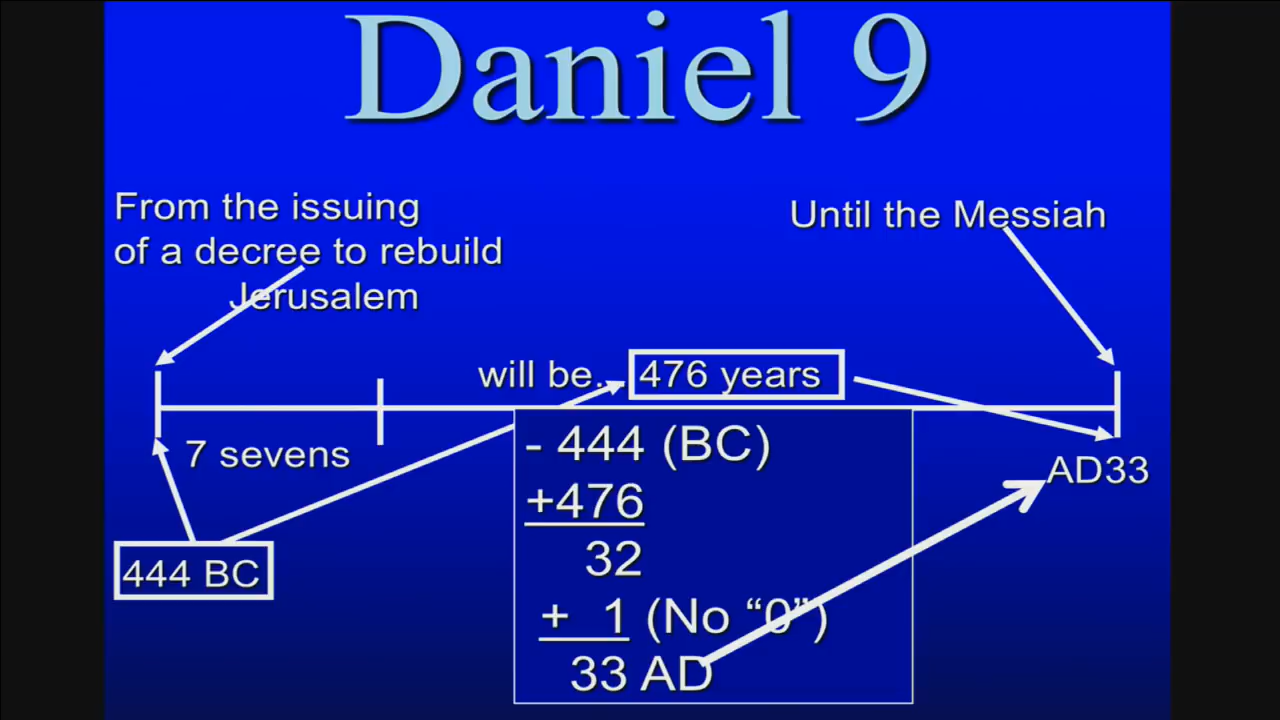 Daniel 9
From the issuing
of a decree to rebuild
Jerusalem
Until the Messiah
will be.. 476 years
7 sevens
- 444 (BC)
+476
32
+ 1 (No “0”)
33 AD
AD33
444 BC